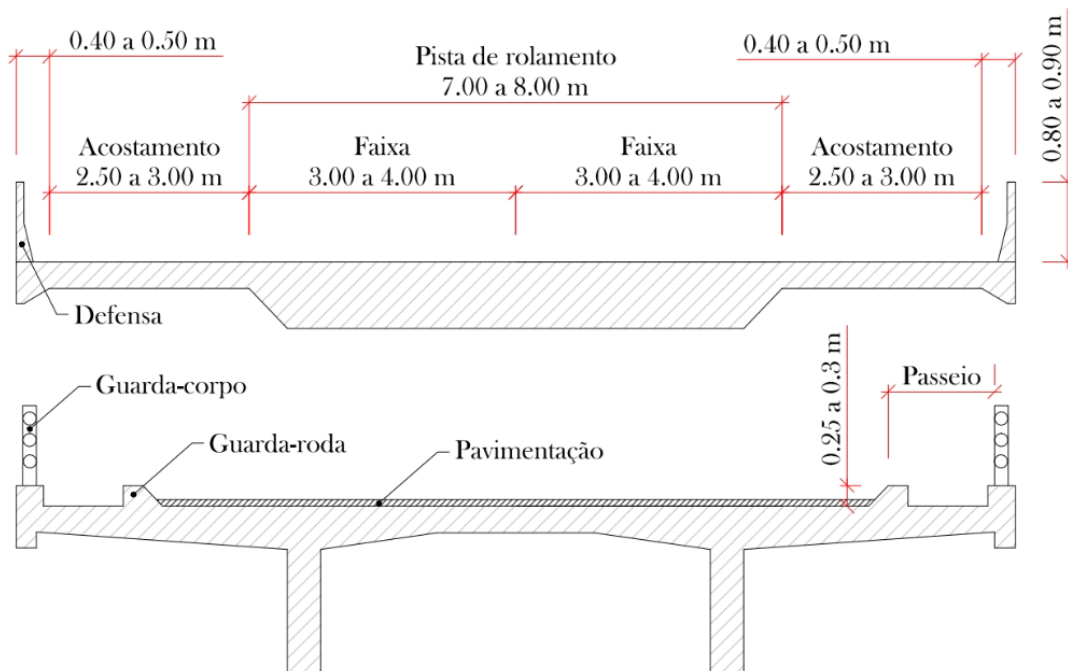 0.40 a 0.50 m
Pista de rolamento
7.00 a 8.00 m
0.40 a 0.50 m
0.80 a 0.90 m
Acostamento
2.50 a 3.00 m
Faixa
3.00 a 4.00 m
Faixa
3.00 a 4.00 m
Acostamento
2.50 a 3.00 m
Defensa
Guarda-corpo
Guarda-roda
Pavimentação
0.25 a 0.3 m
Passeio